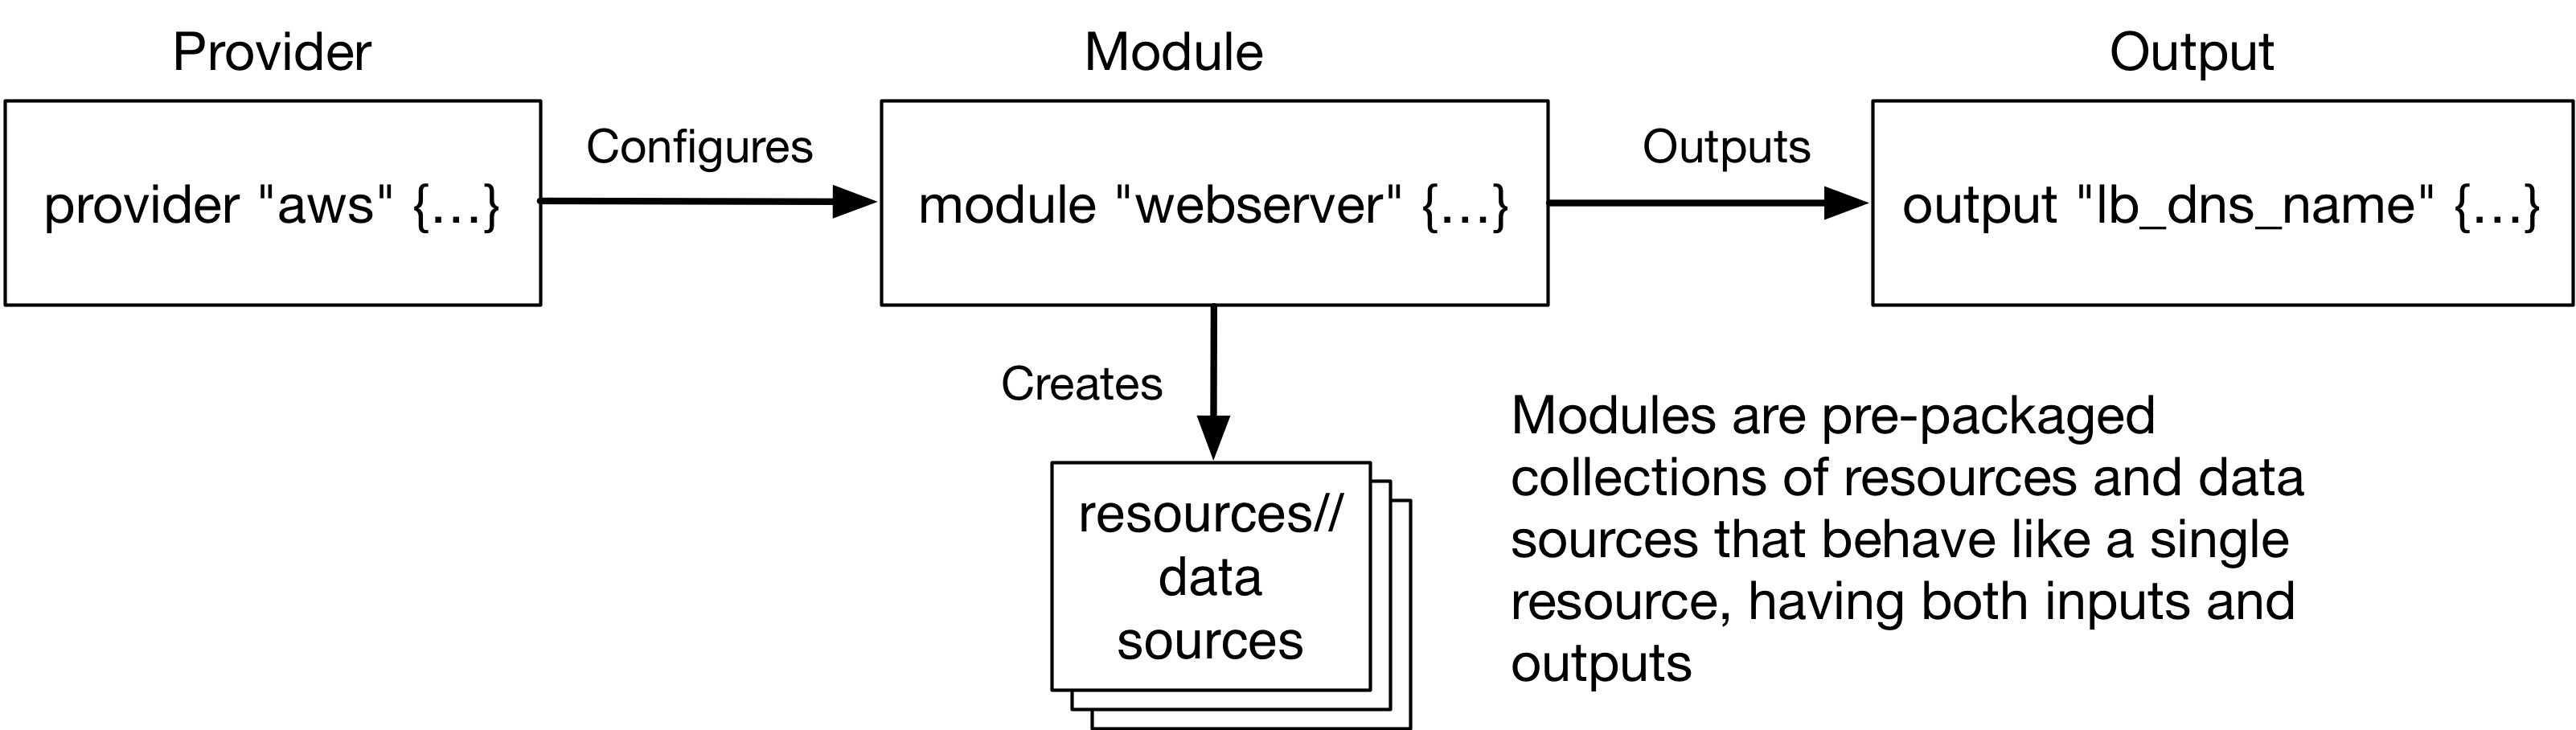 Provider
Module
Output
provider "aws" {...}
Configures
module "webserver" {...}
Outputs
output "lb_dns_name" {...}
Creates
resources//
data
sources
Modules are pre-packaged
collections of resources and data
sources that behave like a single
resource, having both inputs and
outputs